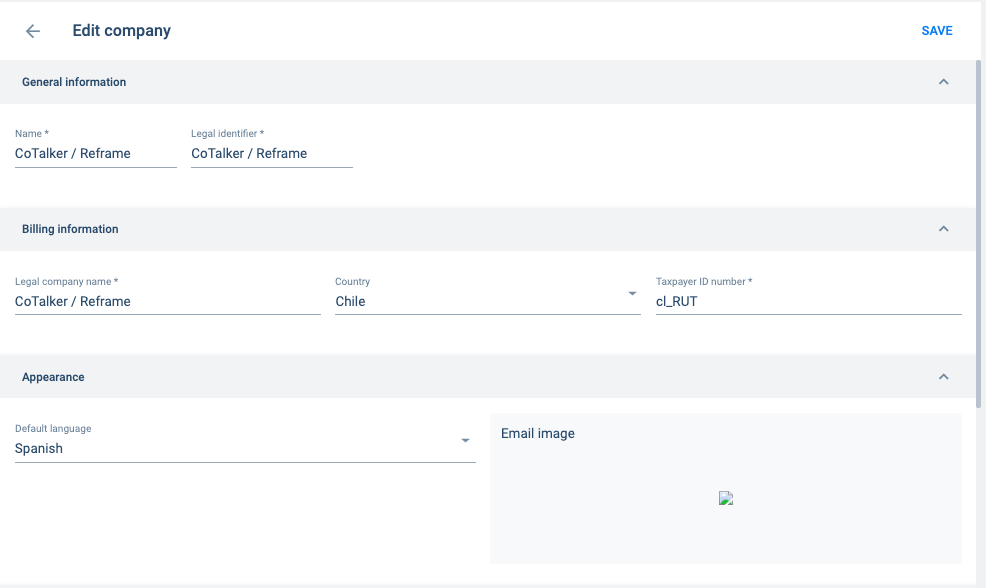 Edit company
SAVE
General information
Name *
Legal identifier *
CoTalker / Reframe
CoTalker / Reframe
Billing information
Legal company name *
Country
Taxpayer ID number *
CoTalker / Reframe
Chile
cl_RUT
Appearance
Default language
Spanish
Email image